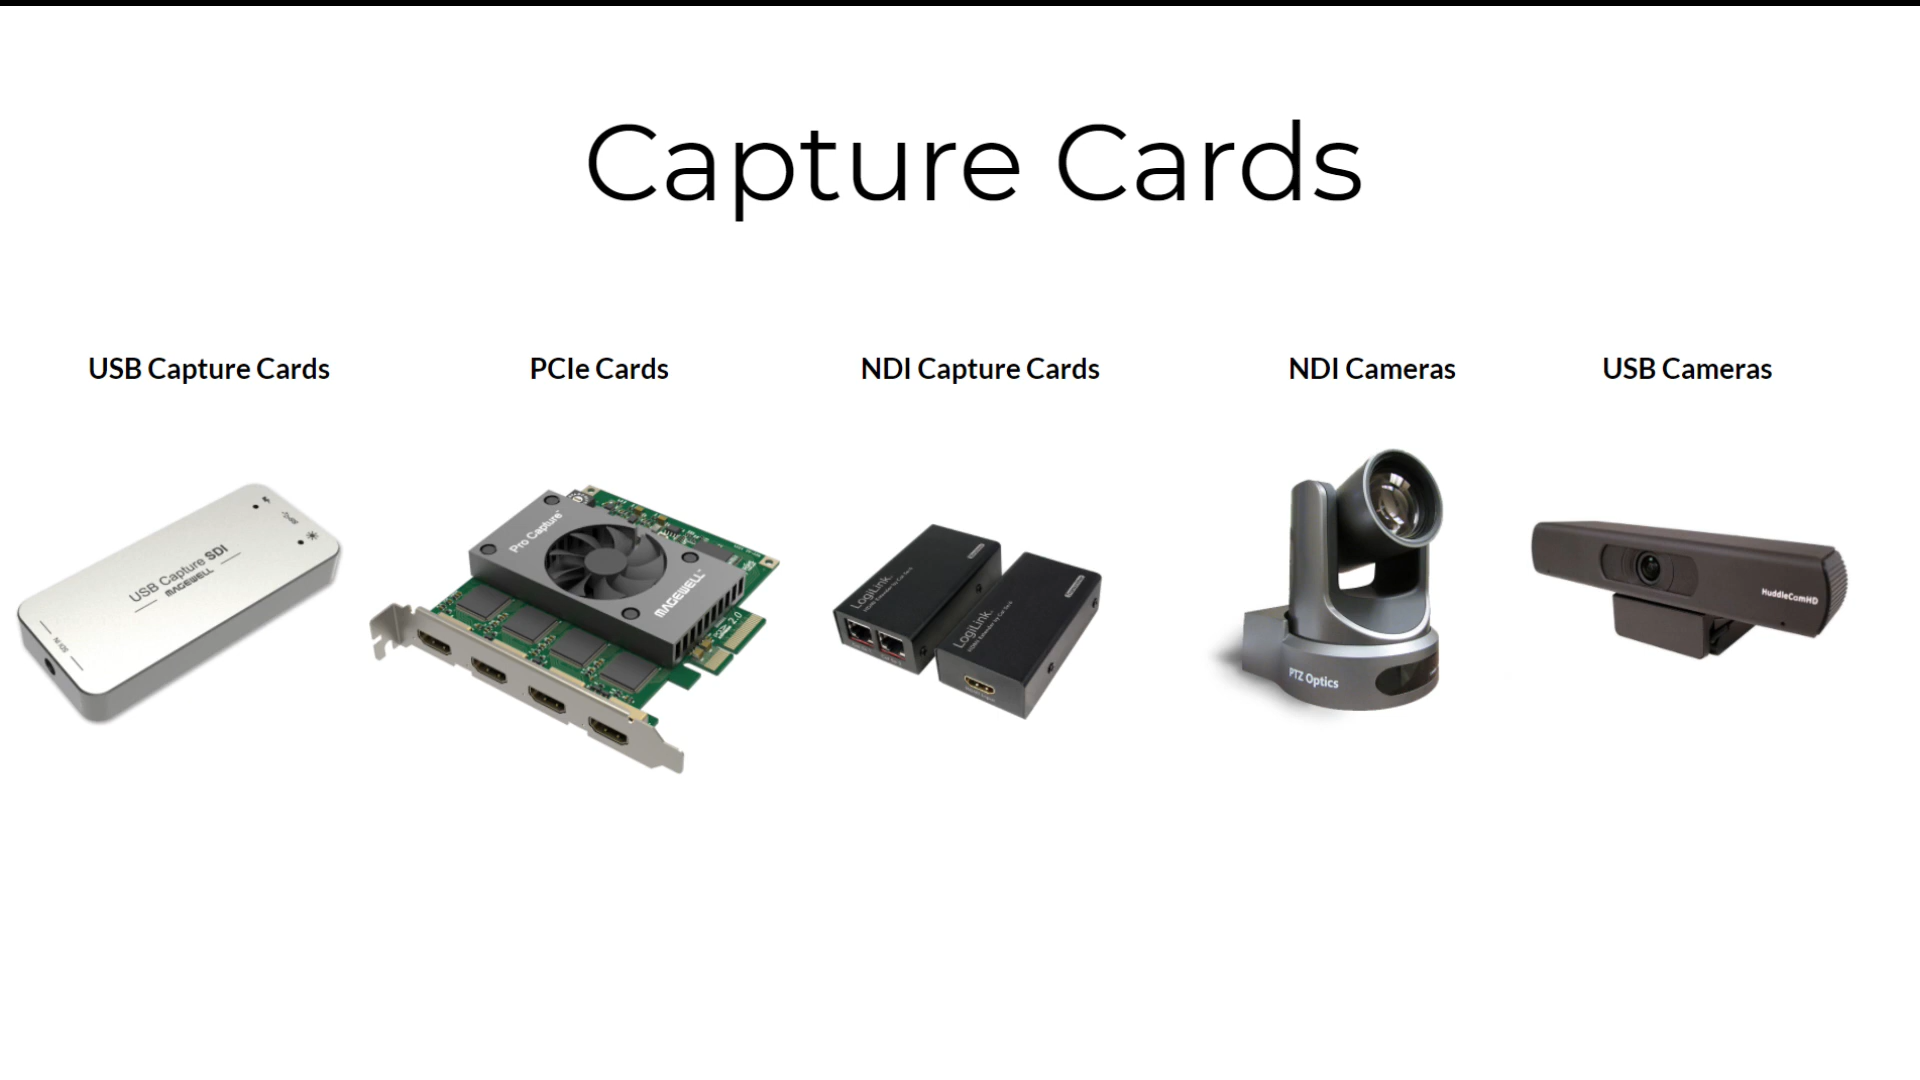 Capture Cards
USB Capture Cards
PCIe Cards
NDI Capture Cards
NDI Cameras
USB Cameras
USB Capture SDI
MAGEWELL
Pro Capture
MAGEWELL
LogiLink
LogiLink
PTZ Optics
HuddleCamHD